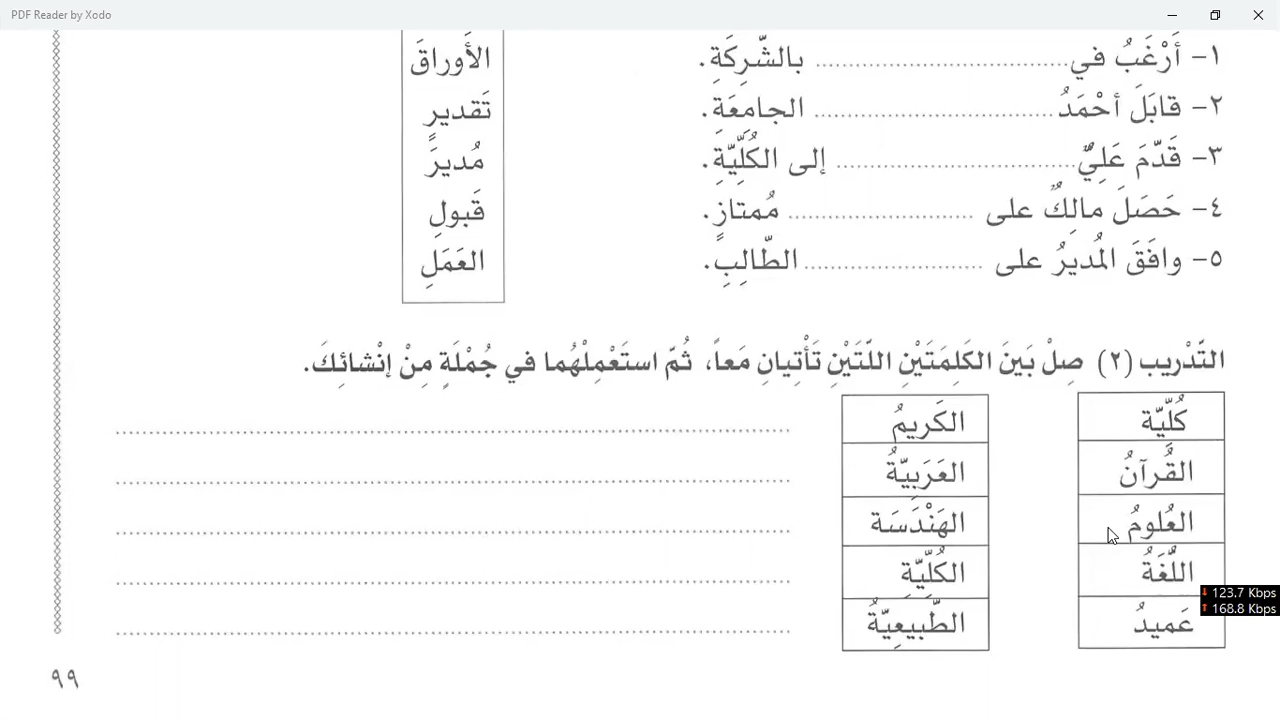 PDF Reader by Xodo
١- أَرْغَبُ في.................................... بالشَّرِكَةِ. الأَوراقَ
٢- قابَلَ أَحْمَدُ.................................... الجامِعَةِ. تَقديرٍ
٣- قَدَّمَ عَلِيٌّ.................................... إلى الكُلِّيَّةِ. مُديرَ
٤- حَصَلَ مالكٌ على ........................... مُمتازٍ. قَبولِ
٥- وافَقَ المُديرُ على .......................... الطّالِبِ. العَمَلِ
التَّدْريب (٢) صِلْ بَينَ الكَلِمَتَيْنِ اللَّتَيْنِ تَأْتِيانِ مَعاً، ثُمَّ استَعْمِلْهُما في جُمْلَةٍ مِنْ إنْشائِكَ.
كُلِّيَّة الكَريمُ ................................................
القُرآنُ العَرَبِيَّةُ ................................................
العُلومُ الهَنْدَسَة ................................................
اللُّغَةُ الكُلِّيَّةِ ................................................
عَميدُ الطَّبيعِيَّةُ ................................................
123.7 Kbps
168.8 Kbps
٩٩